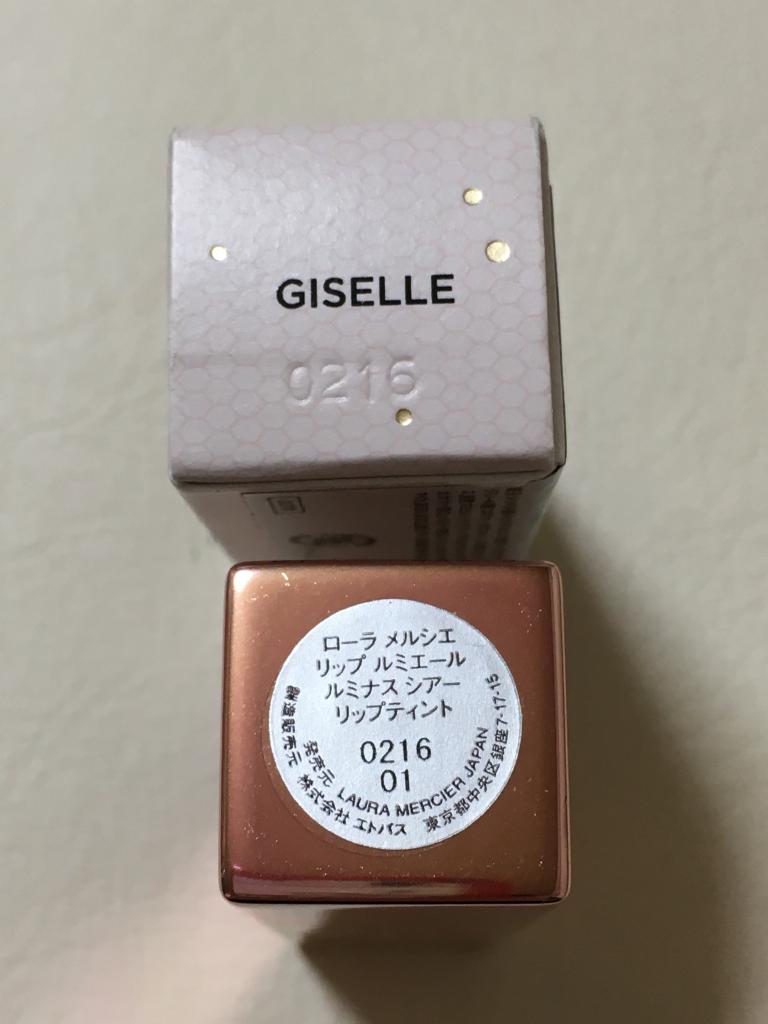 GISELLE
0216
ローラ メルシエ
リップ ルミエール
ルミナス シアー
リップティント
0216
01
製造販売元 株式会社 エトバス 東京都中央区銀座7-17-15
発売元 LAURA MERCIER JAPAN